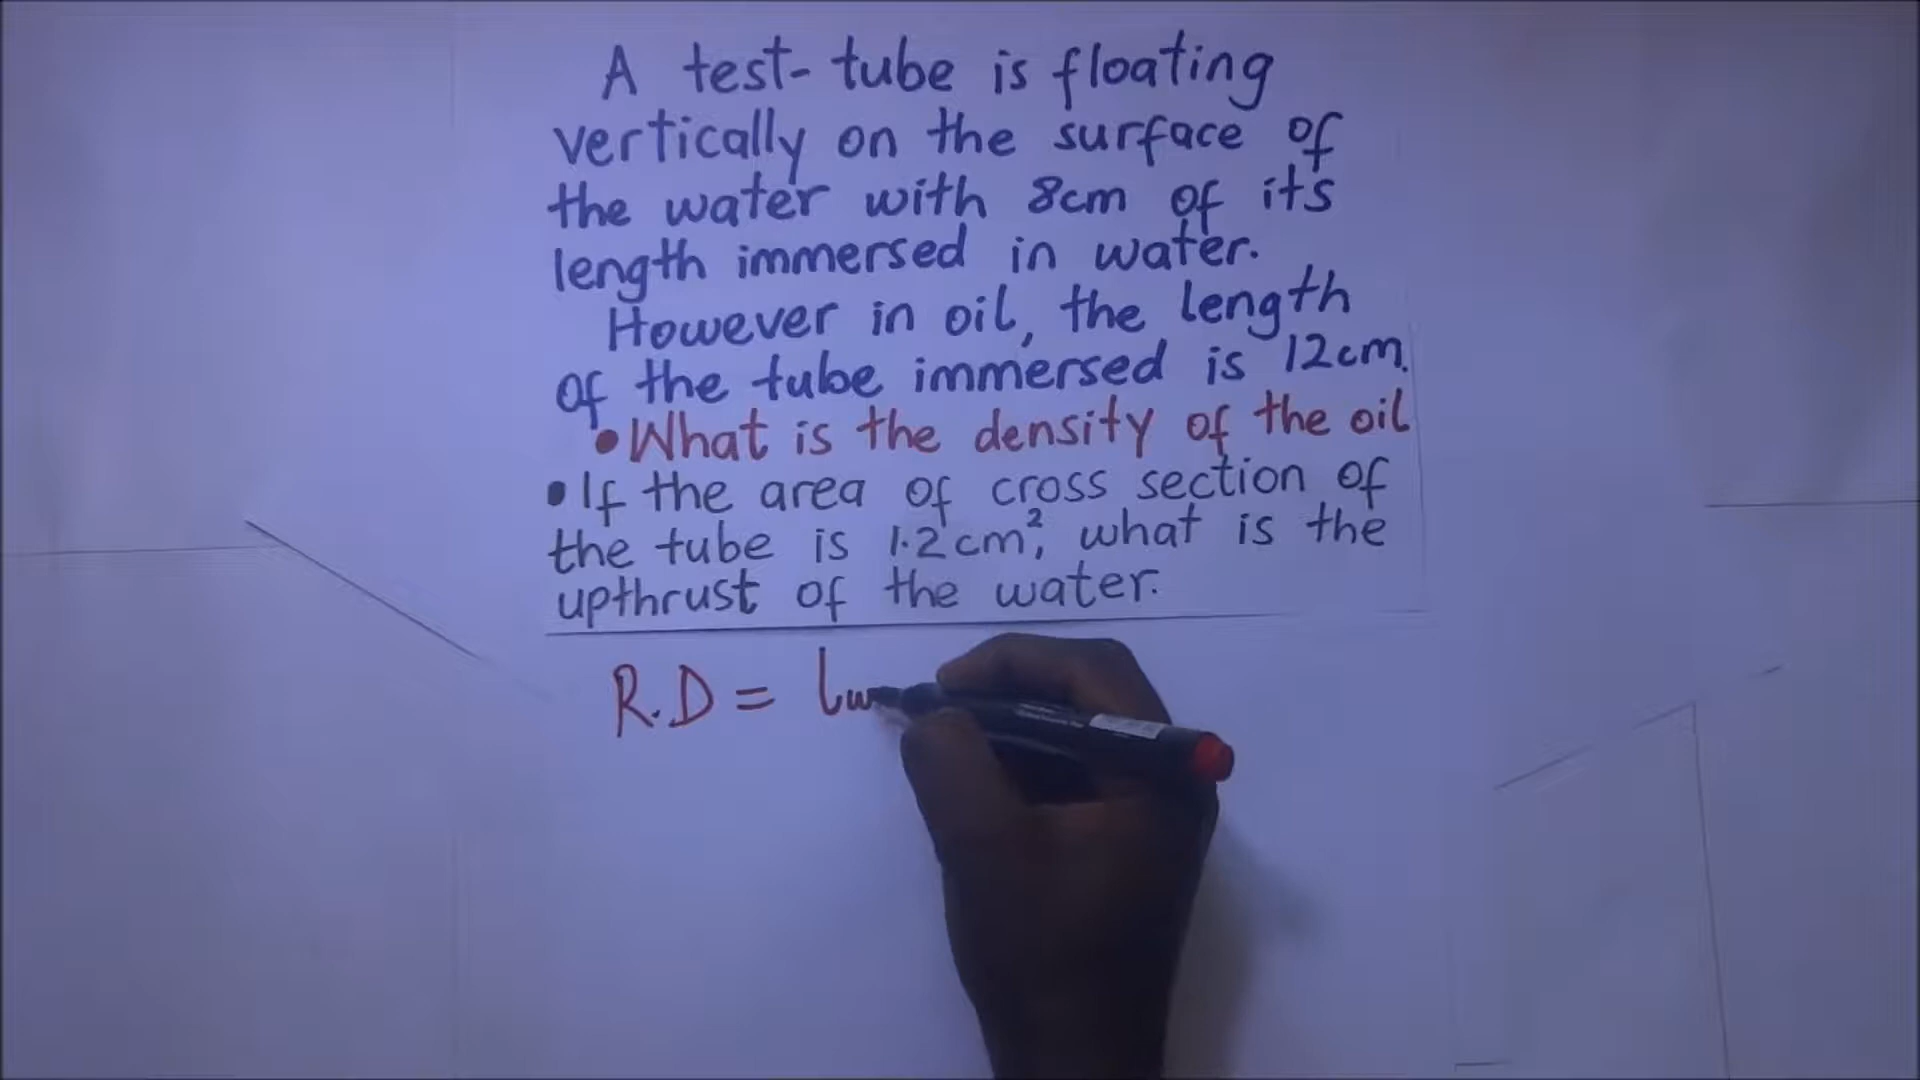 A test-tube is floating
vertically on the surface of
the water with 8cm of its
length immersed in water.
However in oil, the length
of the tube immersed is 12cm.
•What is the density of the oil
•If the area of cross section of
the tube is 1.2cm², what is the
upthrust of the water.
R.D = lw